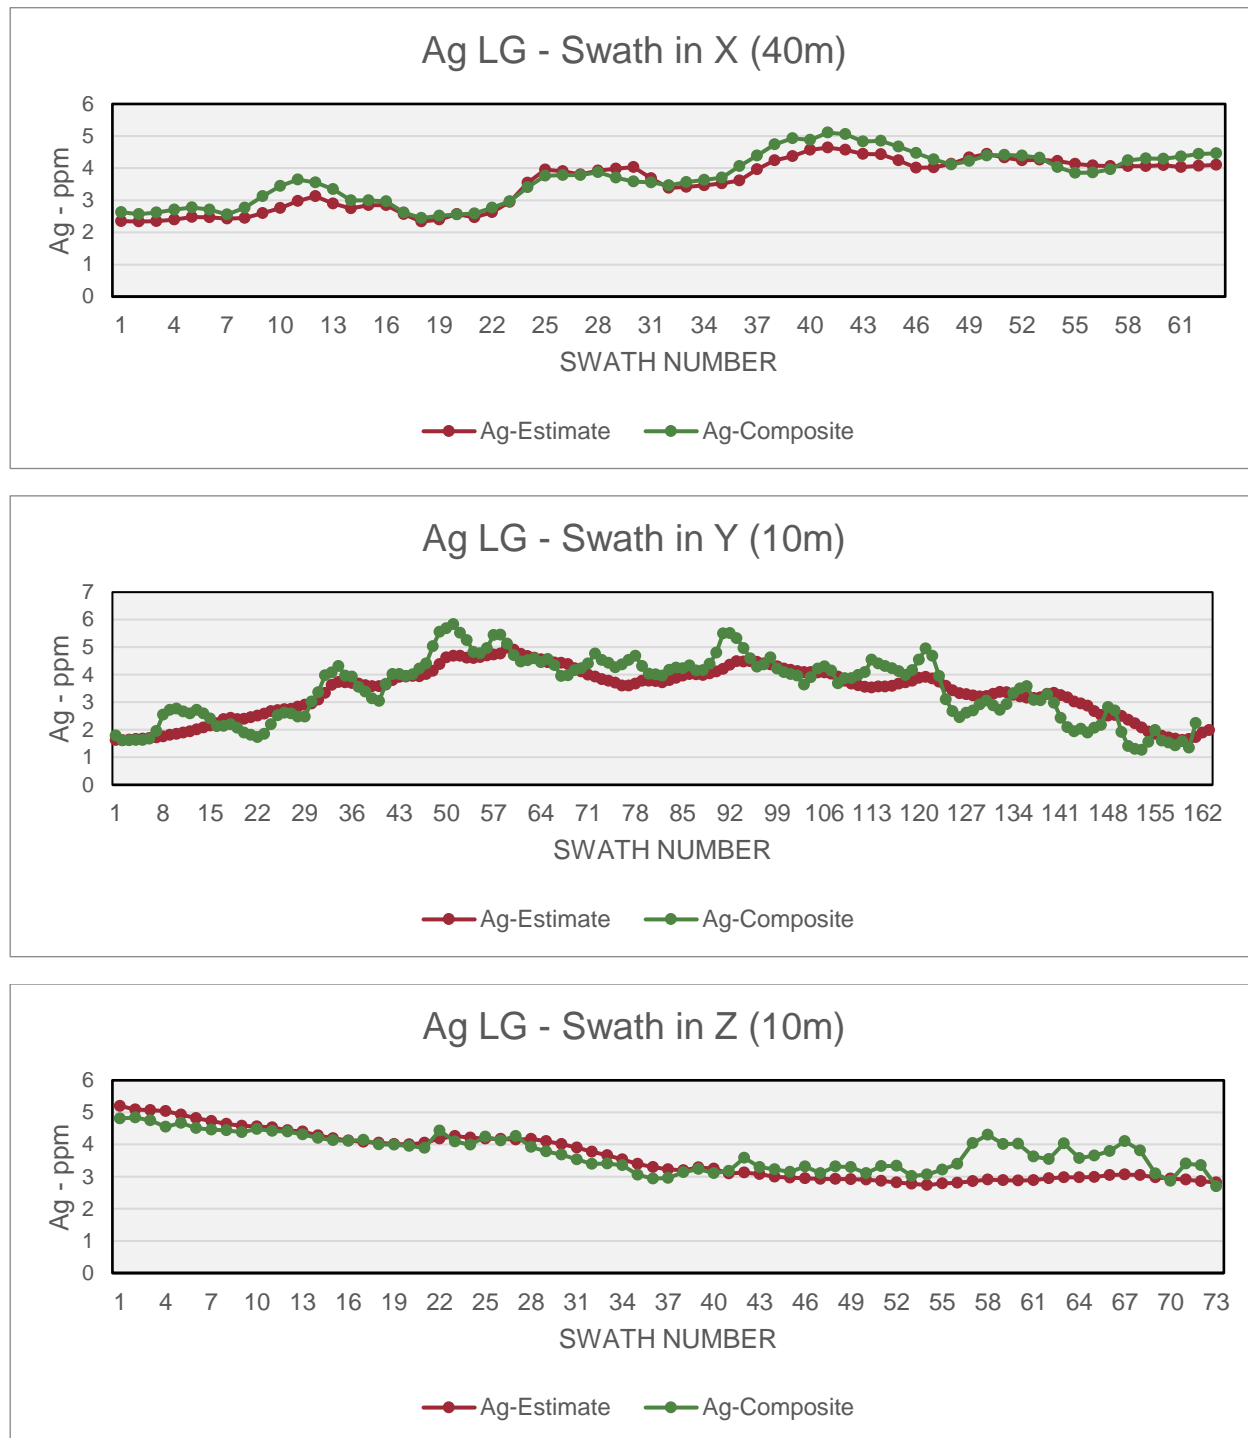 Ag LG - Swath in X (40m)
6
5
4
3
2
1
0
Ag - ppm
1 4 7 10 13 16 19 22 25 28 31 34 37 40 43 46 49 52 55 58 61
SWATH NUMBER
Ag-Estimate Ag-Composite
Ag LG - Swath in Y (10m)
7
6
5
4
3
2
1
0
Ag - ppm
1 8 15 22 29 36 43 50 57 64 71 78 85 92 99 106 113 120 127 134 141 148 155 162
SWATH NUMBER
Ag-Estimate Ag-Composite
Ag LG - Swath in Z (10m)
6
5
4
3
2
1
0
Ag - ppm
1 4 7 10 13 16 19 22 25 28 31 34 37 40 43 46 49 52 55 58 61 64 67 70 73
SWATH NUMBER
Ag-Estimate Ag-Composite